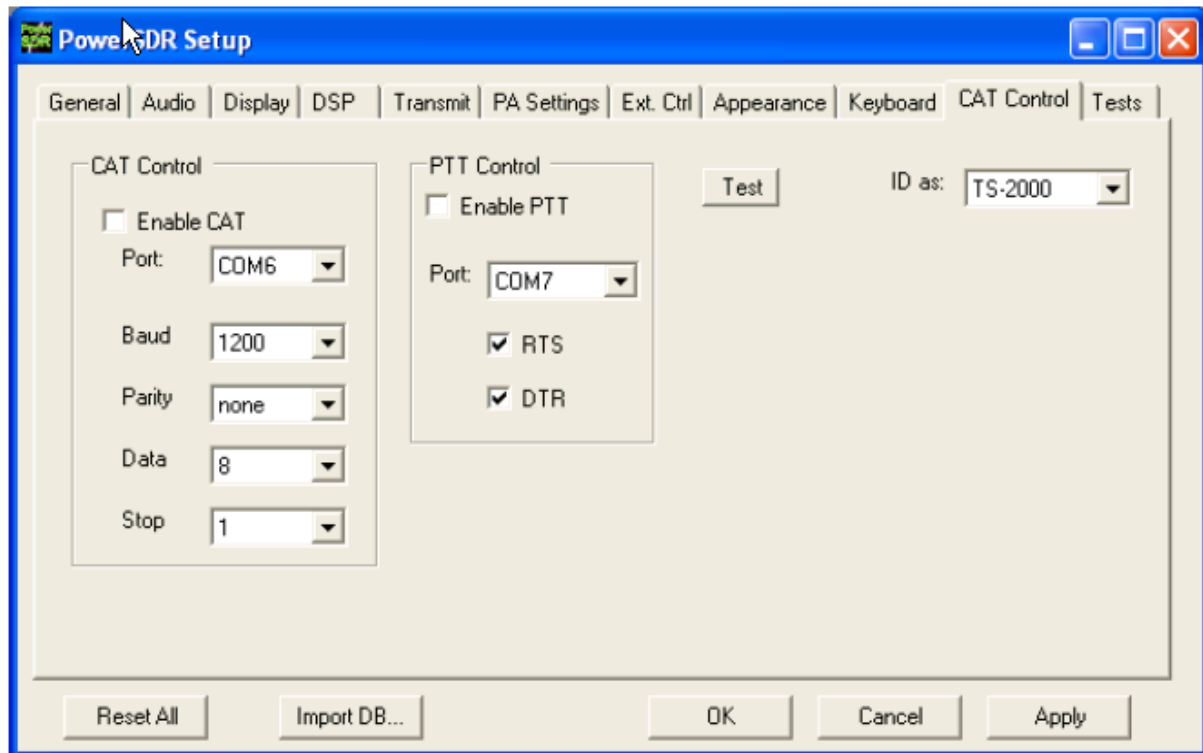 PowerSDR Setup
General Audio Display DSP Transmit PA Settings Ext. Ctrl Appearance Keyboard CAT Control Tests
CAT Control
Enable CAT
Port: COM6
Baud 1200
Parity none
Data 8
Stop 1
PTT Control
Enable PTT
Port: COM7
RTS
DTR
Test
ID as: TS-2000
Reset All Import DB... OK Cancel Apply